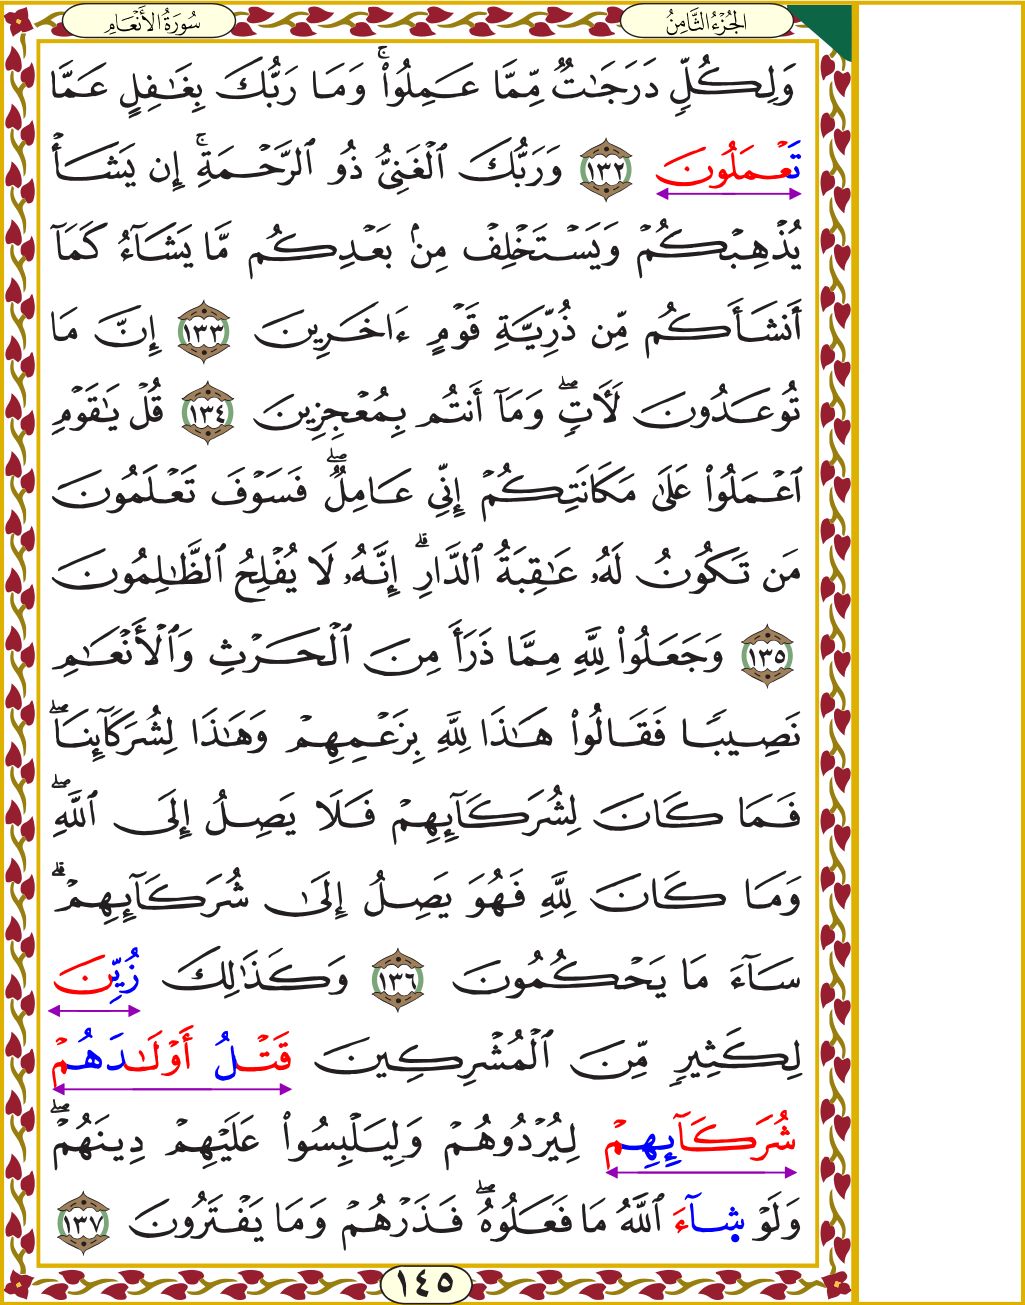 سُورَةُ الأَنْعَامِ
الجُزْءُ الثَّامِنُ
وَلِكُلّٖ دَرَجَٰتٞ مِّمَّا عَمِلُواْۚ وَمَا رَبُّكَ بِغَٰفِلٍ عَمَّا
تَعْمَلُونَ ١٣٢ وَرَبُّكَ ٱلْغَنِيُّ ذُو ٱلرَّحْمَةِۚ إِن يَشَأْ
يُذْهِبْكُمْ وَيَسْتَخْلِفْ مِنۢ بَعْدِكُم مَّا يَشَآءُ كَمَآ
أَنشَأَكُم مِّن ذُرِّيَّةِ قَوْمٍ ءَاخَرِينَ ١٣٣ إِنَّ مَا
تُوعَدُونَ لَأٓتٖۖ وَمَآ أَنتُم بِمُعْجِزِينَ ١٣٤ قُلْ يَٰقَوْمِ
ٱعْمَلُواْ عَلَىٰ مَكَانَتِكُمْ إِنِّي عَامِلٞۖ فَسَوْفَ تَعْلَمُونَ
مَن تَكُونُ لَهُۥ عَٰقِبَةُ ٱلدَّارِۗ إِنَّهُۥ لَا يُفْلِحُ ٱلظَّٰلِمُونَ
١٣٥ وَجَعَلُواْ لِلَّهِ مِمَّا ذَرَأَ مِنَ ٱلْحَرْثِ وَٱلْأَنْعَٰمِ
نَصِيبٗا فَقَالُواْ هَٰذَا لِلَّهِ بِزَعْمِهِمْ وَهَٰذَا لِشُرَكَآئِنَاۖ
فَمَا كَانَ لِشُرَكَآئِهِمْ فَلَا يَصِلُ إِلَى ٱللَّهِۖ
وَمَا كَانَ لِلَّهِ فَهُوَ يَصِلُ إِلَىٰ شُرَكَآئِهِمْۗ
سَآءَ مَا يَحْكُمُونَ ١٣٦ وَكَذَٰلِكَ زُيِّنَ
لِكَثِيرٖ مِّنَ ٱلْمُشْرِكِينَ قَتْلُ أَوْلَٰدَهُمْ
شُرَكَآئِهِمْ لِيُرْدُوهُمْ وَلِيَلْبِسُواْ عَلَيْهِمْ دِينَهُمْۖ
وَلَوْ شَآءَ ٱللَّهُ مَا فَعَلُوهُۖ فَذَرْهُمْ وَمَا يَفْتَرُونَ ١٣٧
١٤٥